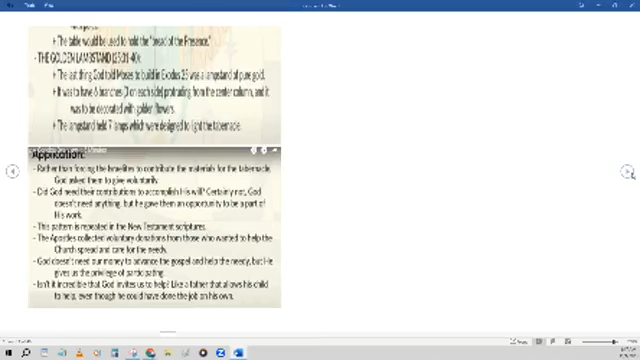 › The table would be used to hold the "bread of the Presence."
- THE GOLDEN LAMBSTAND (25:31-40):
› The last thing God told Moses to build in Exodus 25 was a lampstand of pure gold.
› It was to have 6 branches (3 on each side) protruding from the center column, and it
was to be decorated with golden flowers.
› The lampstand held 7 lamps which were designed to light the tabernacle.
Application:
- Rather than forcing the Israelites to contribute the materials for the tabernacle,
God asked them to give voluntarily.
- Did God need their contributions to accomplish His will? Certainly not, God
doesn't need anything, but he gave them an opportunity to be a part of
His work.
- This pattern is repeated in the New Testament scriptures.
- The Apostles collected voluntary donations from those who wanted to help the
Church spread and care for the needy.
- God doesn't need our money to advance the gospel and help the needy, but He
gives us the privilege of participating.
- Isn't it incredible that God invites us to help? Like a father that allows his child
to help, even though he could have done the job on his own.